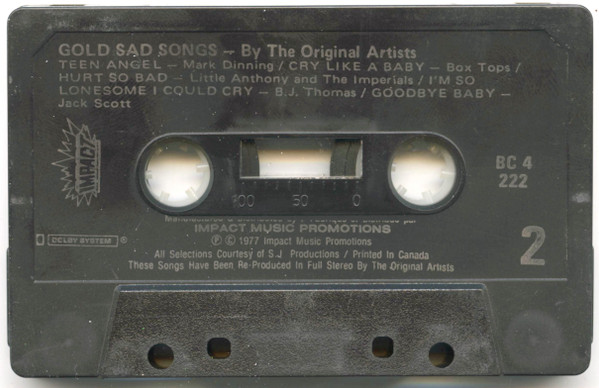 GOLD SAD SONGS – By The Original Artists
TEEN ANGEL – Mark Dinning / CRY LIKE A BABY – Box Tops /
HURT SO BAD – Little Anthony and The Imperials / I'M SO
LONESOME I COULD CRY – B.J. Thomas / GOODBYE BABY –
Jack Scott
IMPACT
BC 4
222
100 50 0
IMPACT MUSIC PROMOTIONS
℗ © 1977 Impact Music Promotions
DOLBY SYSTEM ®
2
All Selections Courtesy of S.J. Productions / Printed in Canada
These Songs Have Been Re-Produced In Full Stereo By The Original Artists